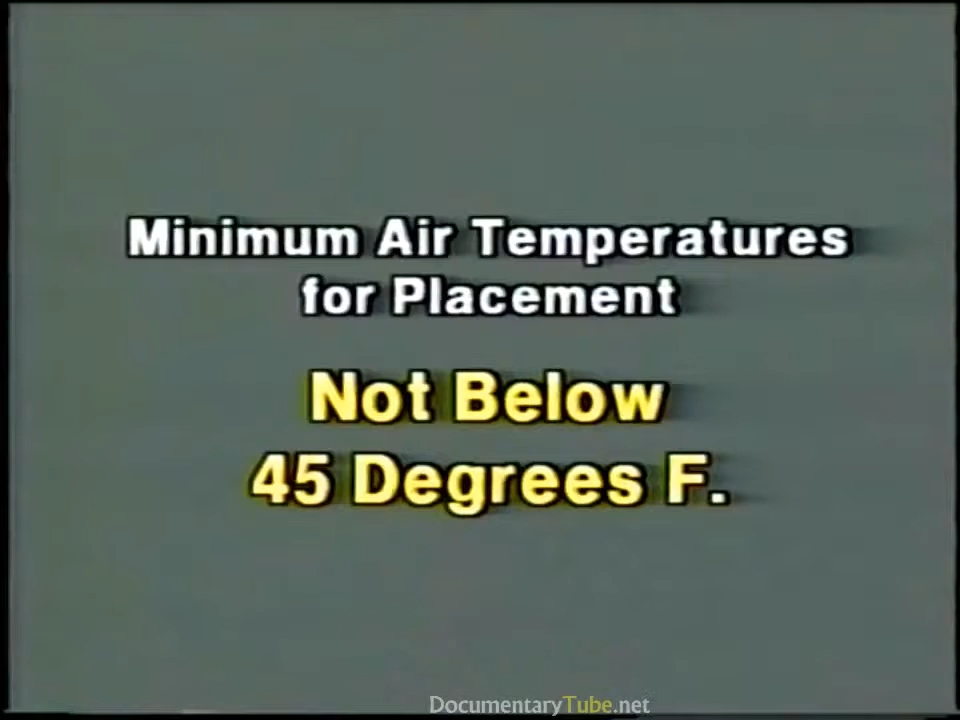 Minimum Air Temperatures
for Placement
Not Below
45 Degrees F.
DocumentaryTube.net